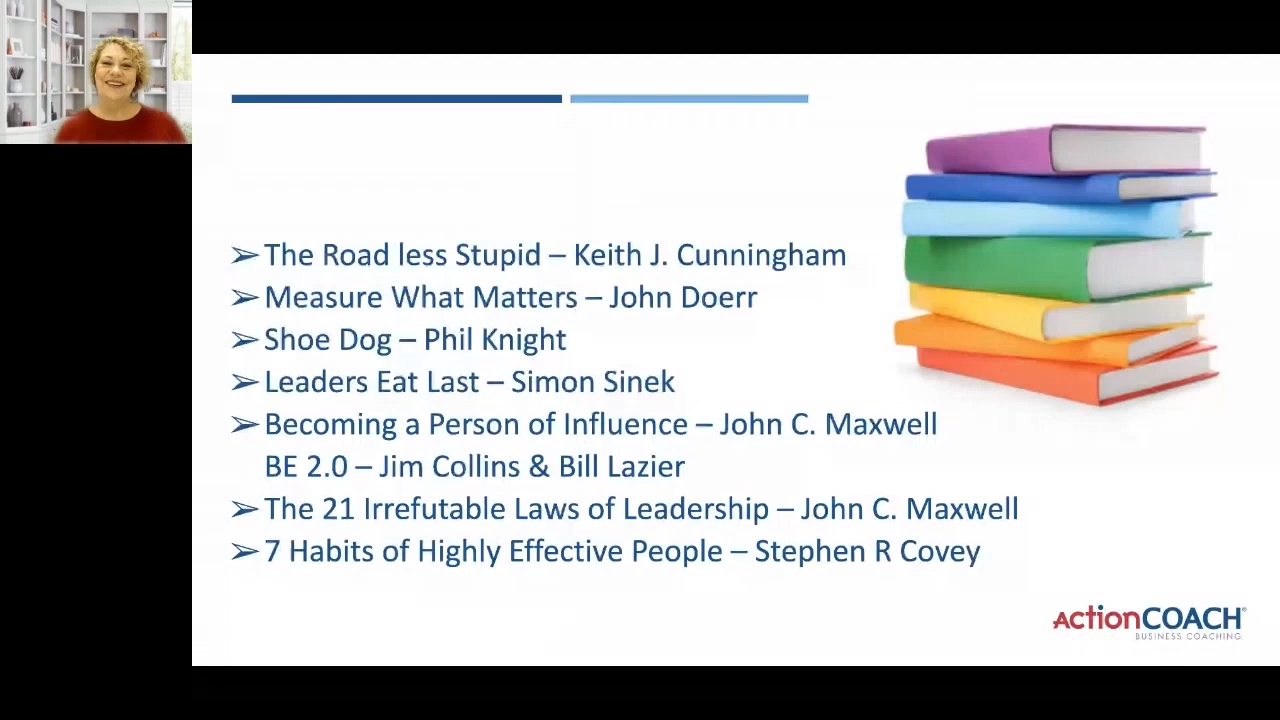 ➢ The Road less Stupid – Keith J. Cunningham
➢ Measure What Matters – John Doerr
➢ Shoe Dog – Phil Knight
➢ Leaders Eat Last – Simon Sinek
➢ Becoming a Person of Influence – John C. Maxwell
BE 2.0 – Jim Collins & Bill Lazier
➢ The 21 Irrefutable Laws of Leadership – John C. Maxwell
➢ 7 Habits of Highly Effective People – Stephen R Covey
ActionCOACH®
BUSINESS COACHING